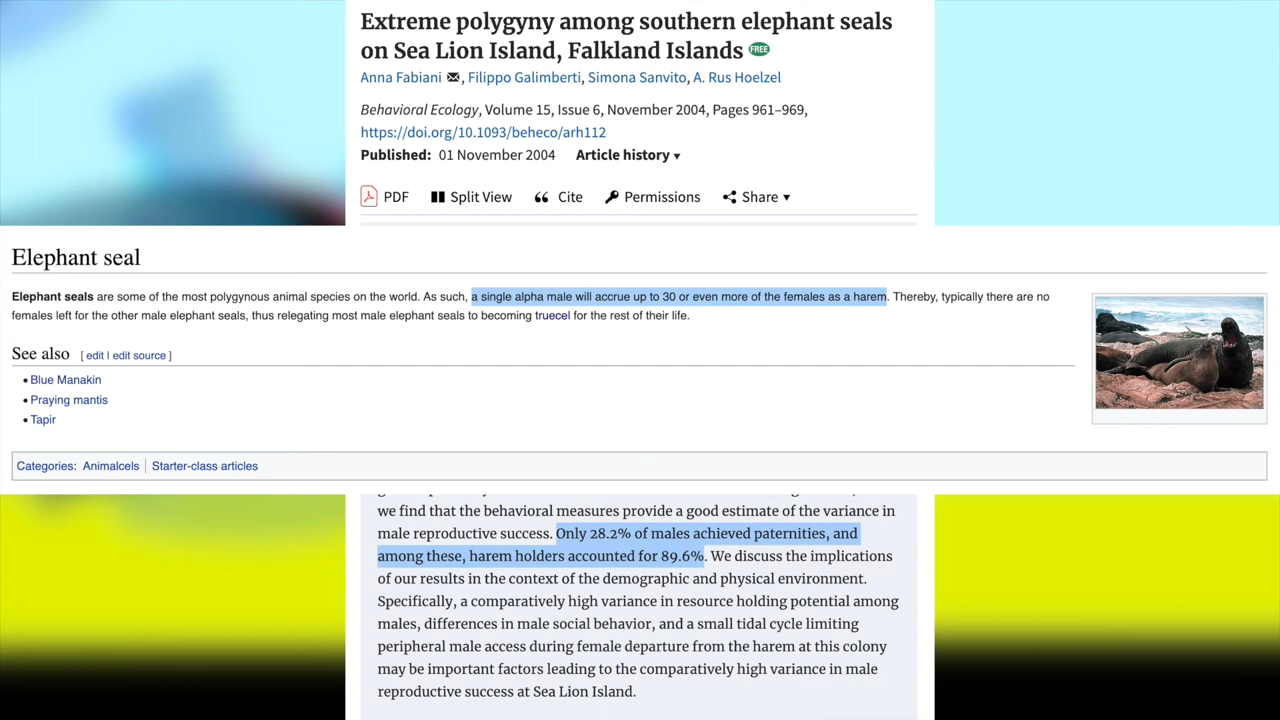 Extreme polygyny among southern elephant seals
on Sea Lion Island, Falkland Islands FREE
Anna Fabiani , Filippo Galimberti, Simona Sanvito, A. Rus Hoelzel
Behavioral Ecology, Volume 15, Issue 6, November 2004, Pages 961–969,
https://doi.org/10.1093/beheco/arh112
Published: 01 November 2004 Article history ▾
PDF Split View Cite Permissions Share ▾
Elephant seal
Elephant seals are some of the most polygynous animal species on the world. As such, a single alpha male will accrue up to 30 or even more of the females as a harem. Thereby, typically there are no
females left for the other male elephant seals, thus relegating most male elephant seals to becoming truecel for the rest of their life.
See also [ edit | edit source ]
• Blue Manakin
• Praying mantis
• Tapir
Categories: Animalcels | Starter-class articles
we find that the behavioral measures provide a good estimate of the variance in
male reproductive success. Only 28.2% of males achieved paternities, and
among these, harem holders accounted for 89.6%. We discuss the implications
of our results in the context of the demographic and physical environment.
Specifically, a comparatively high variance in resource holding potential among
males, differences in male social behavior, and a small tidal cycle limiting
peripheral male access during female departure from the harem at this colony
may be important factors leading to the comparatively high variance in male
reproductive success at Sea Lion Island.